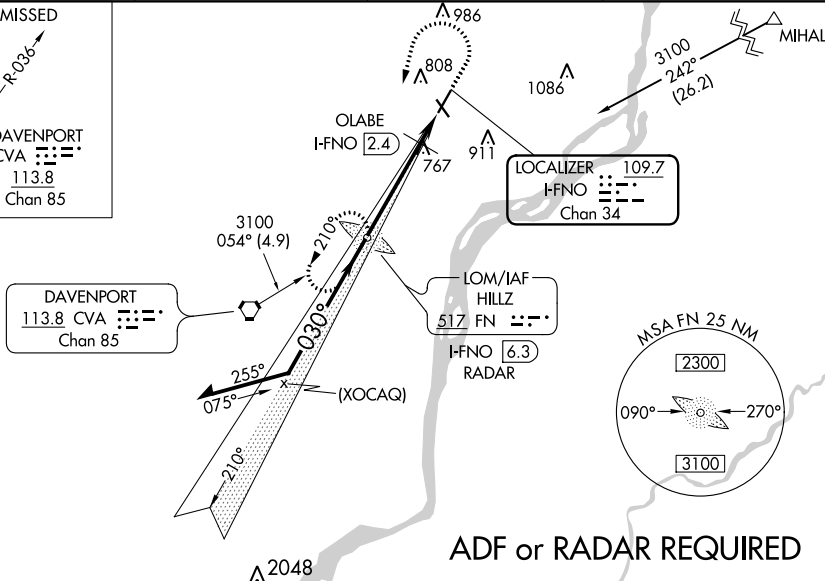 MISSED
R-036
CVA
113.8
Chan 85
986
808
1086
3100
242°
(26.2)
MIHAL
OLABE
I-FNO 2.4
767
911
LOCALIZER 109.7
I-FNO
Chan 34
3100
054° (4.9)
210°
DAVENPORT
113.8 CVA
Chan 85
030°
LOM/IAF
HILLZ
517 FN
I-FNO 6.3
RADAR
255°
075°
(XOCAQ)
210°
MSA FN 25 NM
2300
090°
270°
3100
2048
ADF or RADAR REQUIRED